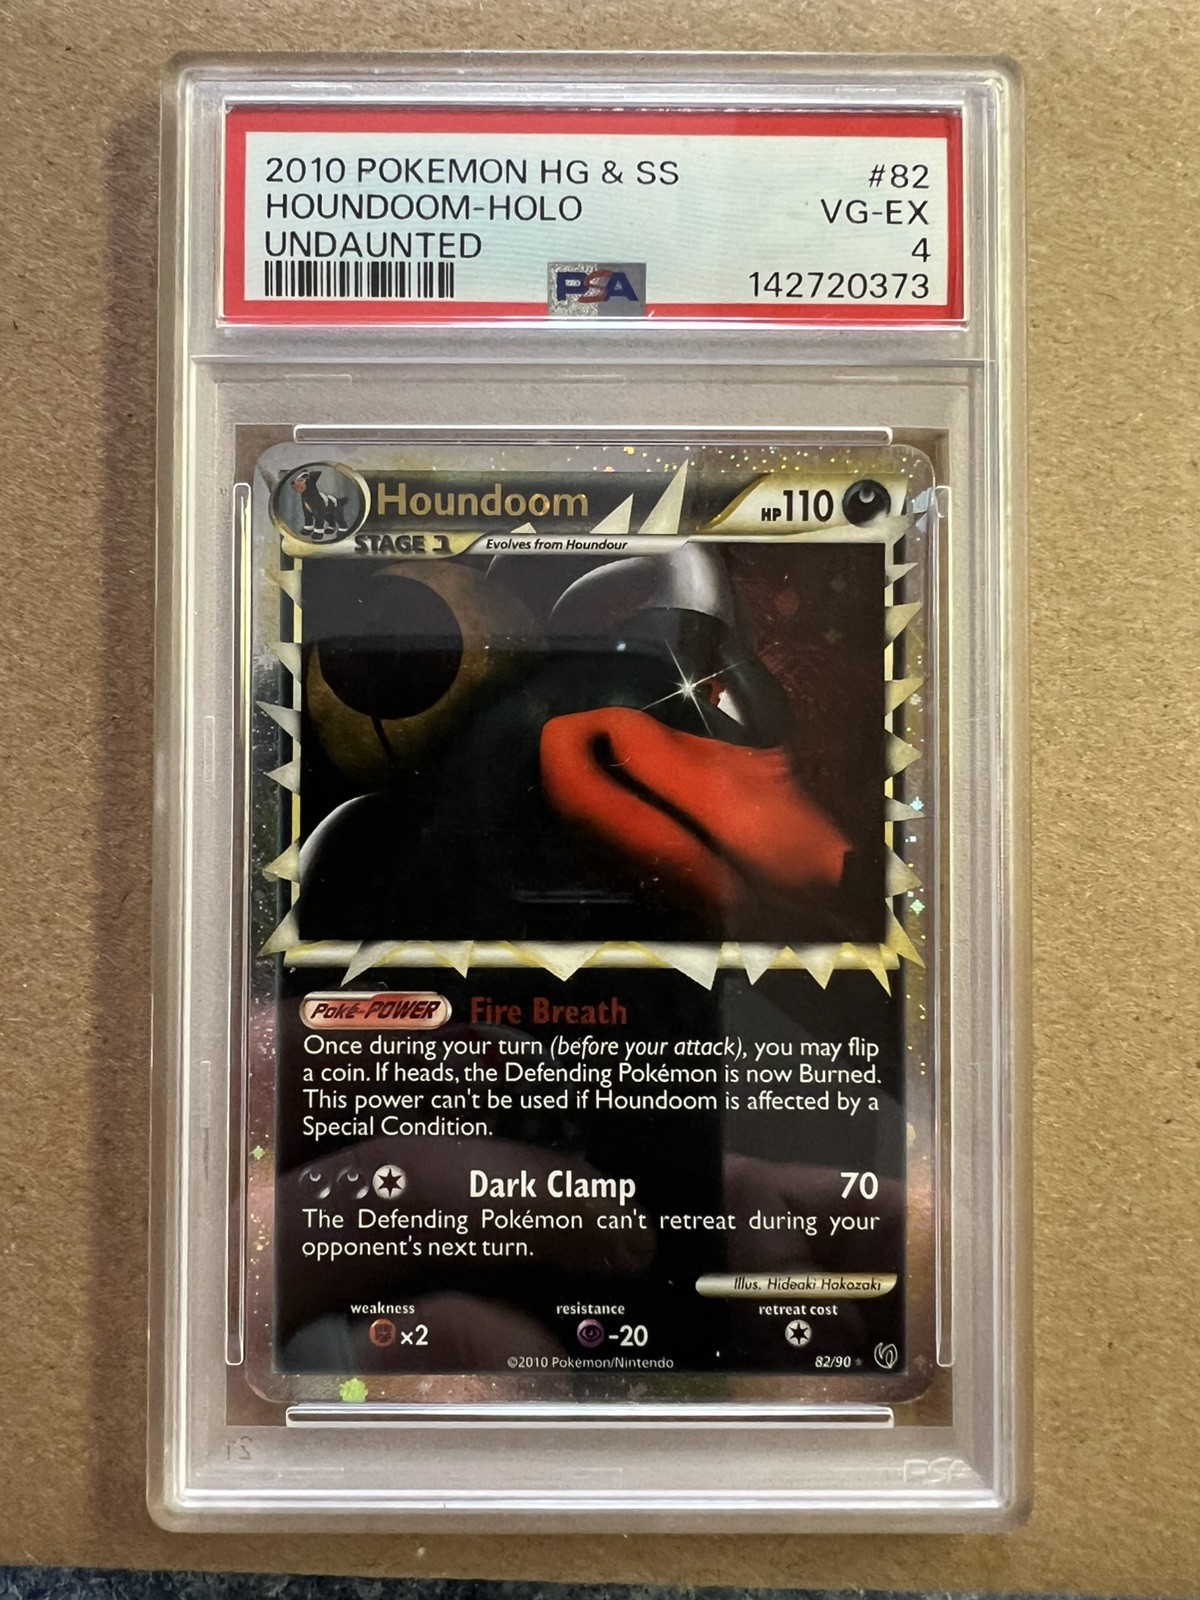 2010 POKEMON HG & SS #82
HOUNDOOM-HOLO VG-EX
UNDAUNTED 4
PSA 142720373
Houndoom HP110
STAGE 1 Evolves from Houndour
Poké-POWER Fire Breath
Once during your turn (before your attack), you may flip
a coin. If heads, the Defending Pokémon is now Burned.
This power can't be used if Houndoom is affected by a
Special Condition.
Dark Clamp 70
The Defending Pokémon can't retreat during your
opponent's next turn.
Illus. Hideaki Hakozaki
weakness resistance retreat cost
x2 -20
©2010 Pokémon/Nintendo 82/90
PSA